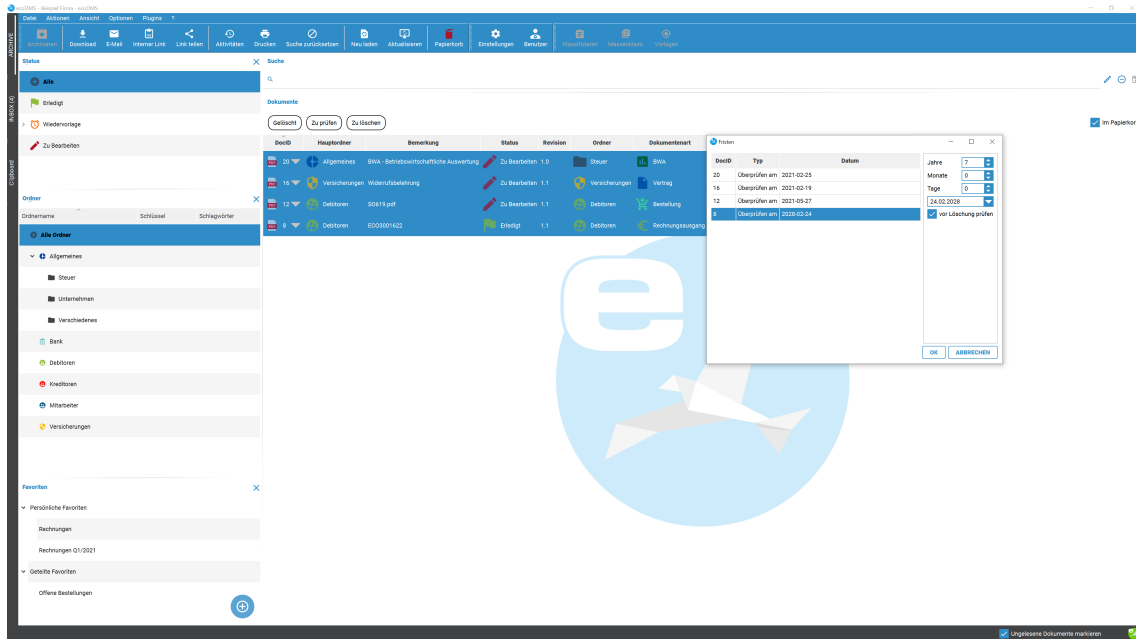 ecoDMS - Beispiel Firma - ecoDMS
Datei Aktionen Ansicht Optionen Plugins ?
Archivieren Download E-Mail Interner Link Link teilen Aktivitäten Drucken Suche zurücksetzen Neu laden Aktualisieren Papierkorb Einstellungen Benutzer Klassifizieren Massenklass. Vorlagen
ARCHIVE
INBOX (4)
Clipboard
Status
Alle
Erledigt
Wiedervorlage
Zu Bearbeiten
Ordner
Ordnername Schlüssel Schlagwörter
Alle Ordner
Allgemeines
Steuer
Unternehmen
Verschiedenes
Bank
Debitoren
Kreditoren
Mitarbeiter
Versicherungen
Favoriten
Persönliche Favoriten
Rechnungen
Rechnungen Q1/2021
Geteilte Favoriten
Offene Bestellungen
Suche
Dokumente
Gelöscht Zu prüfen Zu löschen
Im Papierkor
DocID Hauptordner Bemerkung Status Revision Ordner Dokumentenart
20 Allgemeines BWA - Betriebswirtschaftliche Auswertung Zu Bearbeiten 1.0 Steuer BWA
16 Versicherungen Widerrufsbelehrung Zu Bearbeiten 1.1 Versicherungen Vertrag
12 Debitoren SO619.pdf Zu Bearbeiten 1.1 Debitoren Bestellung
8 Debitoren ECO3001622 Erledigt 1.1 Debitoren Rechnungsausgang
e
Fristen
DocID Typ Datum
20 Überprüfen am 2021-02-25
16 Überprüfen am 2021-02-19
12 Überprüfen am 2021-05-27
8 Überprüfen am 2028-02-24
Jahre 7
Monate 0
Tage 0
24.02.2028
vor Löschung prüfen
OK ABBRECHEN
Ungelesene Dokumente markieren